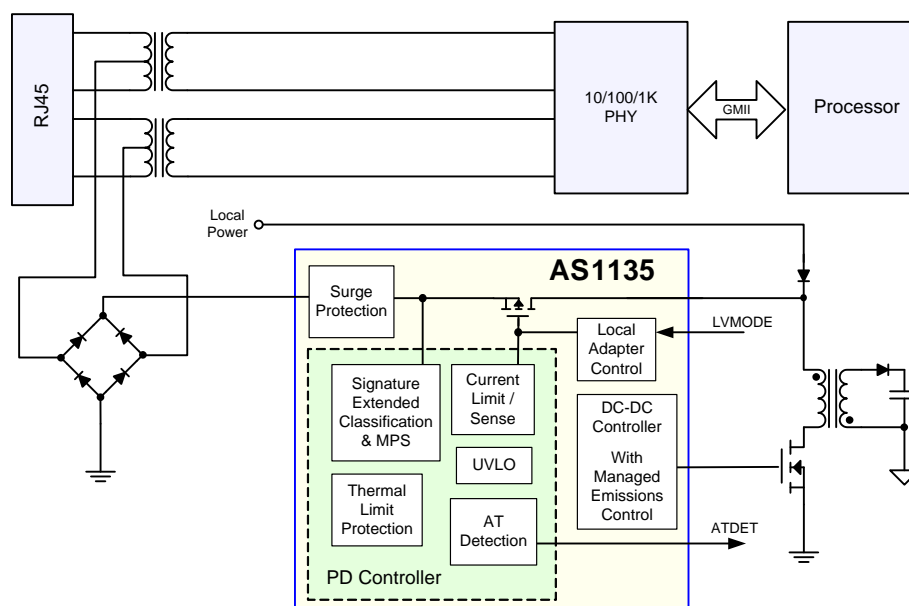 RJ45
10/100/1K
PHY
GMII
Processor
Local
Power
AS1135
Surge
Protection
LVMODE
Local
Adapter
Control
Signature
Extended
Classification
& MPS
Current
Limit /
Sense
DC-DC
Controller
With
Managed
Emissions
Control
UVLO
Thermal
Limit
Protection
AT
Detection
ATDET
PD Controller